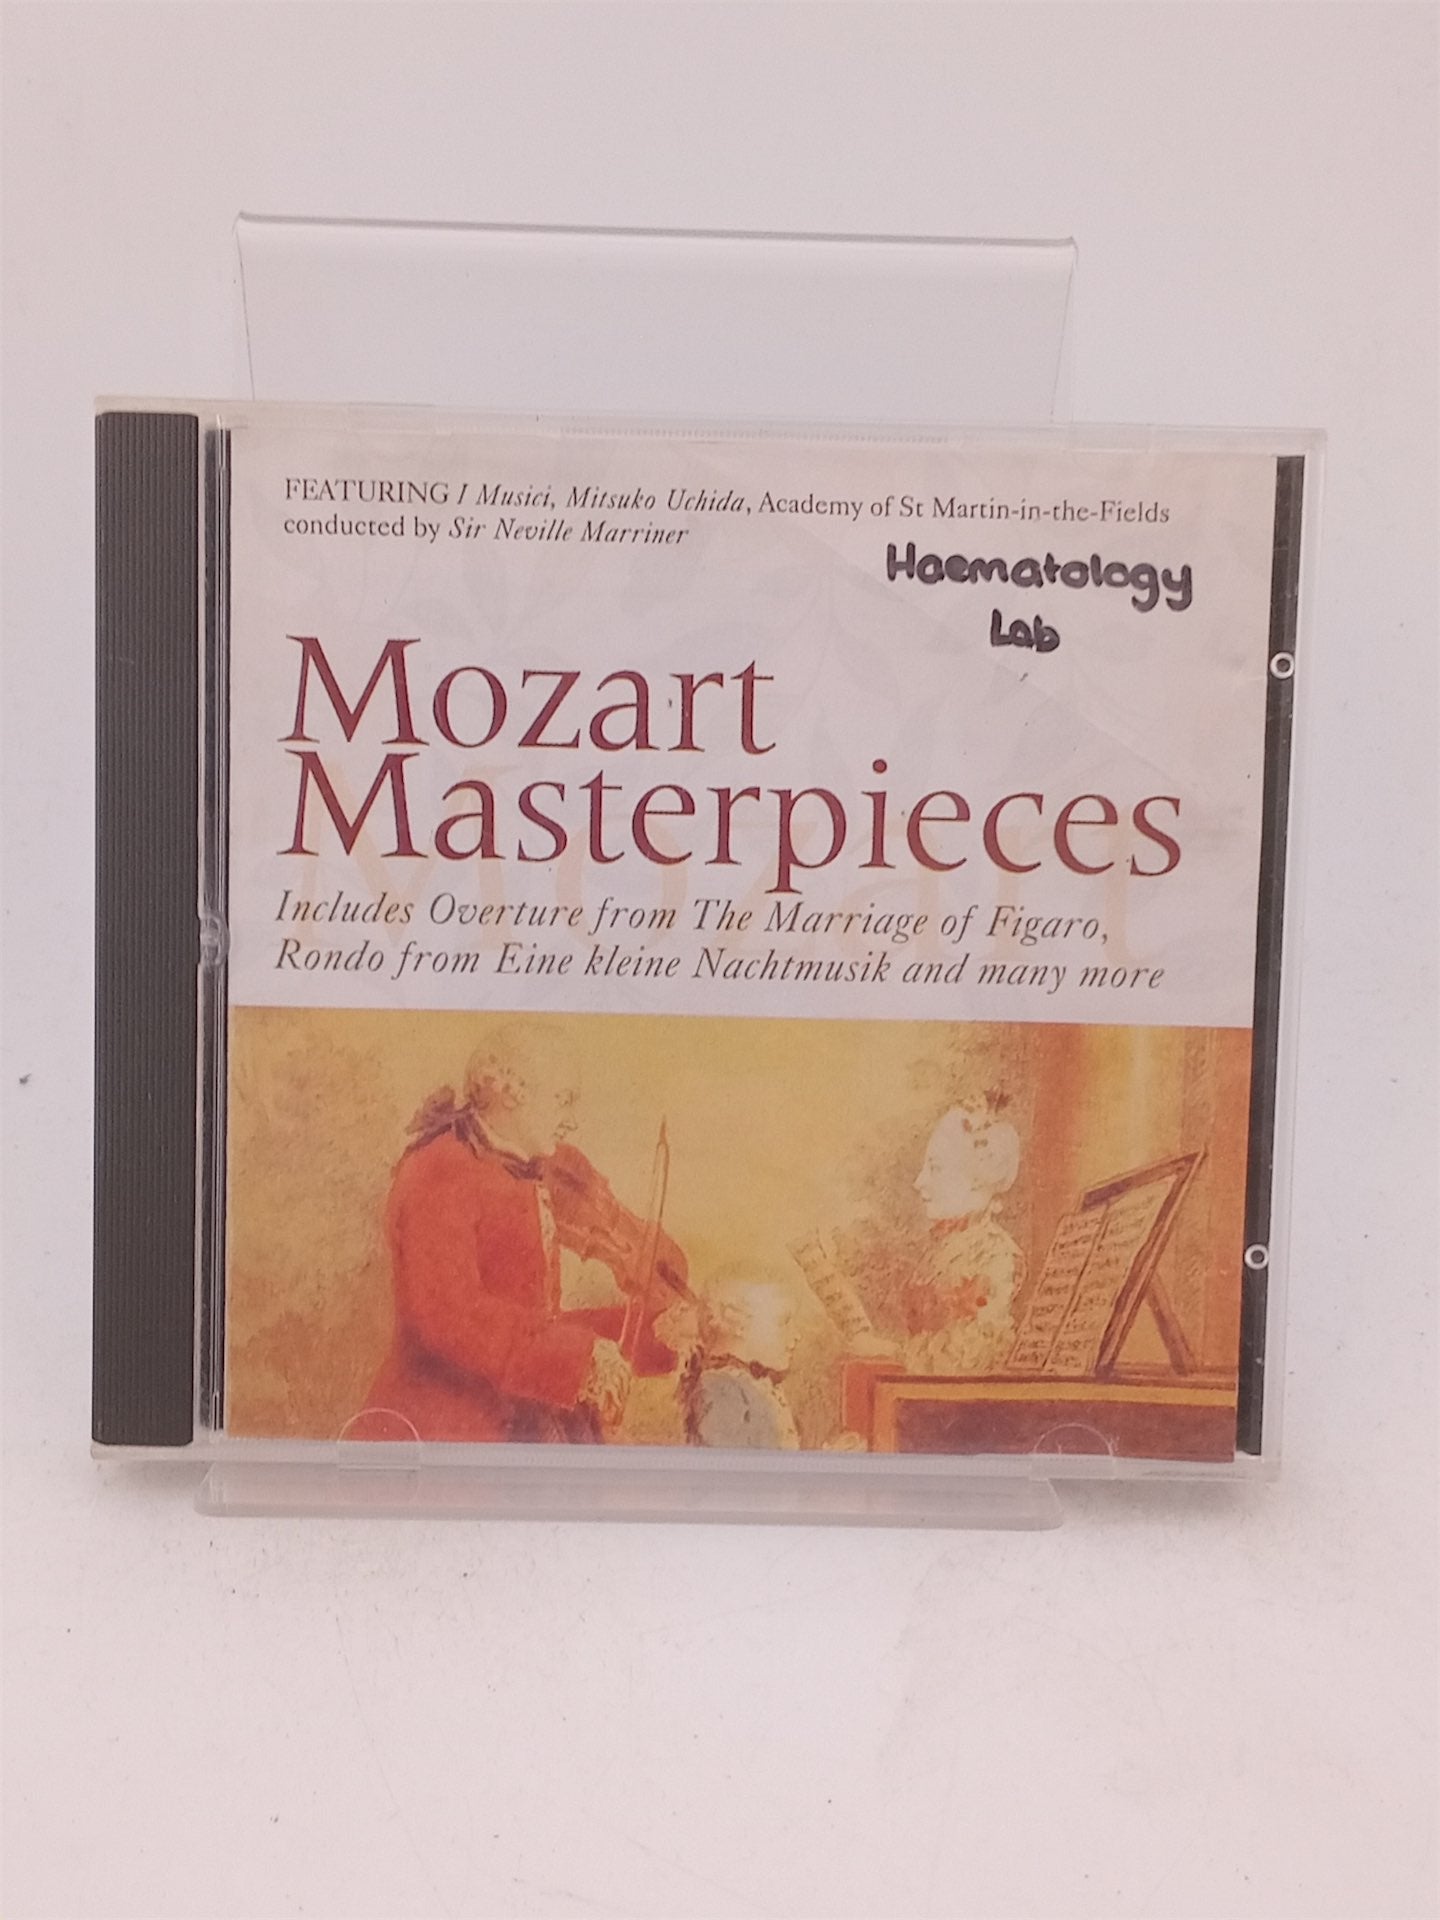 FEATURING I Musici, Mitsuko Uchida, Academy of St Martin-in-the-Fields
conducted by Sir Neville Marriner
Haematology
Lab
Mozart
Masterpieces
Mozart
Includes Overture from The Marriage of Figaro,
Rondo from Eine kleine Nachtmusik and many more